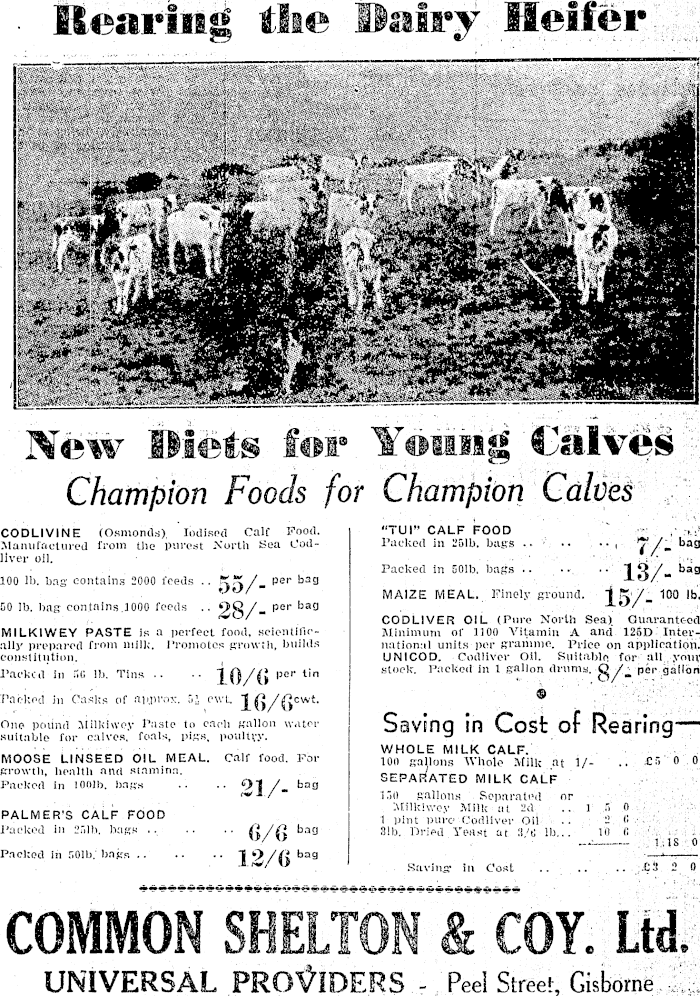 Rearing the Dairy Heifer
New Diets for Young Calves
Champion Foods for Champion Calves
CODLIVINE (Osmonds) Iodised Calf Food.
Manufactured from the purest North Sea Cod-
liver oil.
100 lb. bag contains 2000 feeds .. 55/- per bag
50 lb. bag contains 1000 feeds .. 28/- per bag
MILKIWEY PASTE is a perfect food, scientific-
ally prepared from milk. Promotes growth, builds
constitution.
Packed in 56 lb. Tins .. .. 10/6 per tin
Packed in Casks of approx. 5½ cwt. 16/6 cwt.
One pound Milkiwey Paste to each gallon water
suitable for calves, foals, pigs, poultry.
MOOSE LINSEED OIL MEAL. Calf food. For
growth, health and stamina.
Packed in 100lb. bags .. .. 21/- bag
PALMER'S CALF FOOD
Packed in 25lb. bags .. .. .. 6/6 bag
Packed in 50lb. bags .. .. .. 12/6 bag
"TUI" CALF FOOD
Packed in 25lb. bags .. .. .. 7/- bag
Packed in 50lb. bags .. .. .. 13/- bag
MAIZE MEAL. Finely ground. 15/- 100 lb.
CODLIVER OIL (Pure North Sea) Guaranteed
Minimum of 1100 Vitamin A and 125D Inter-
national units per gramme. Price on application.
UNICOD. Codliver Oil. Suitable for all your
stock. Packed in 1 gallon drums. 8/- per gallon
Saving in Cost of Rearing—
WHOLE MILK CALF.
100 gallons Whole Milk at 1/- .. £5 0 0
SEPARATED MILK CALF
150 gallons Separated or
Milkiwey Milk at 2d .. 1 5 0
1 pint pure Codliver Oil .. 2 6
3lb. Dried Yeast at 3/6 lb... 10 6
1 18 0
Saving in Cost .. .. .. £3 2 0
COMMON SHELTON & COY. Ltd.
UNIVERSAL PROVIDERS - Peel Street, Gisborne